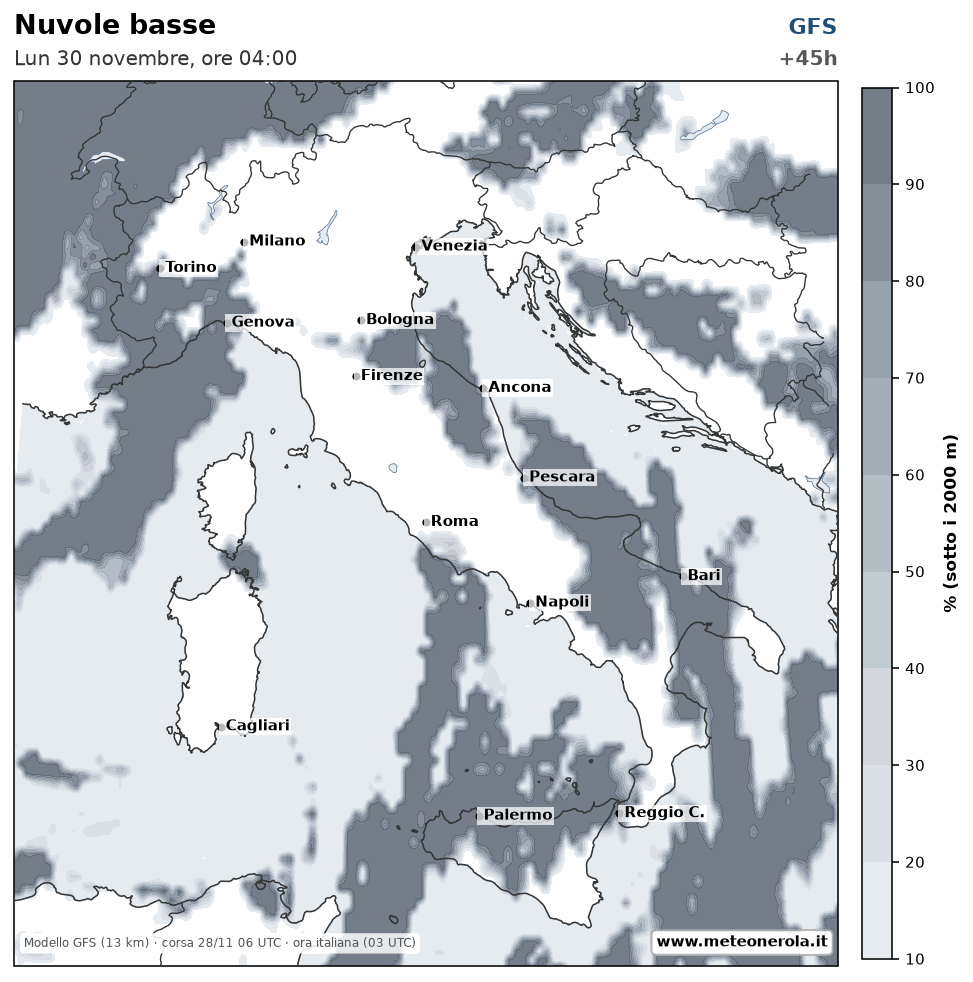 Nuvole basse
GFS
Lun 30 novembre, ore 04:00
+45h
Milano
Venezia
Torino
Genova
Bologna
Firenze
Ancona
Pescara
Roma
Bari
Napoli
Cagliari
Palermo
Reggio C.
100
90
80
70
60
50
40
30
20
10
% (sotto i 2000 m)
Modello GFS (13 km) · corsa 28/11 06 UTC · ora italiana (03 UTC)
www.meteonerola.it